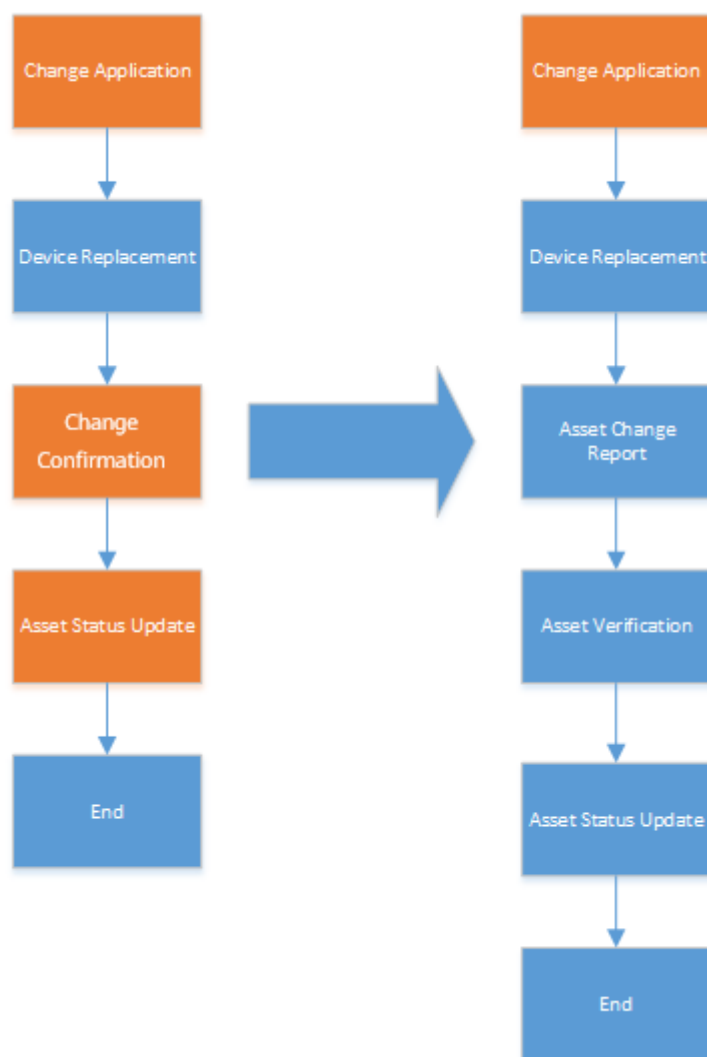 Change Application
Device Replacement
Change
Confirmation
Asset Status Update
End
Change Application
Device Replacement
Asset Change
Report
Asset Verification
Asset Status Update
End